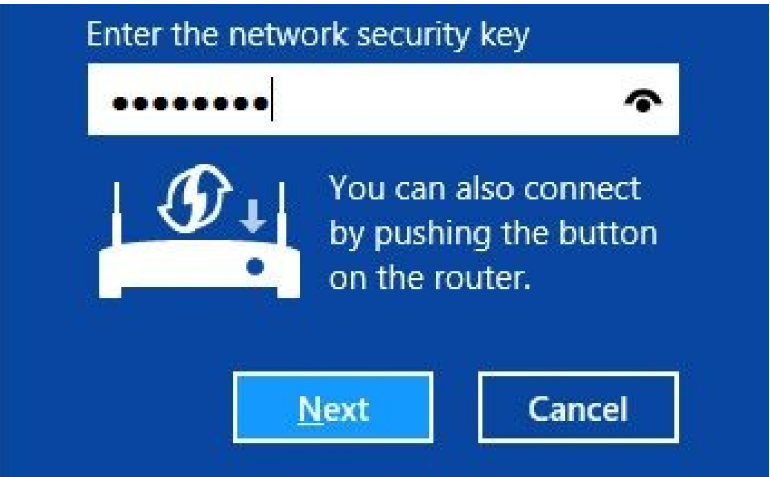 Enter the network security key
••••••••
You can also connect
by pushing the button
on the router.
Next
Cancel